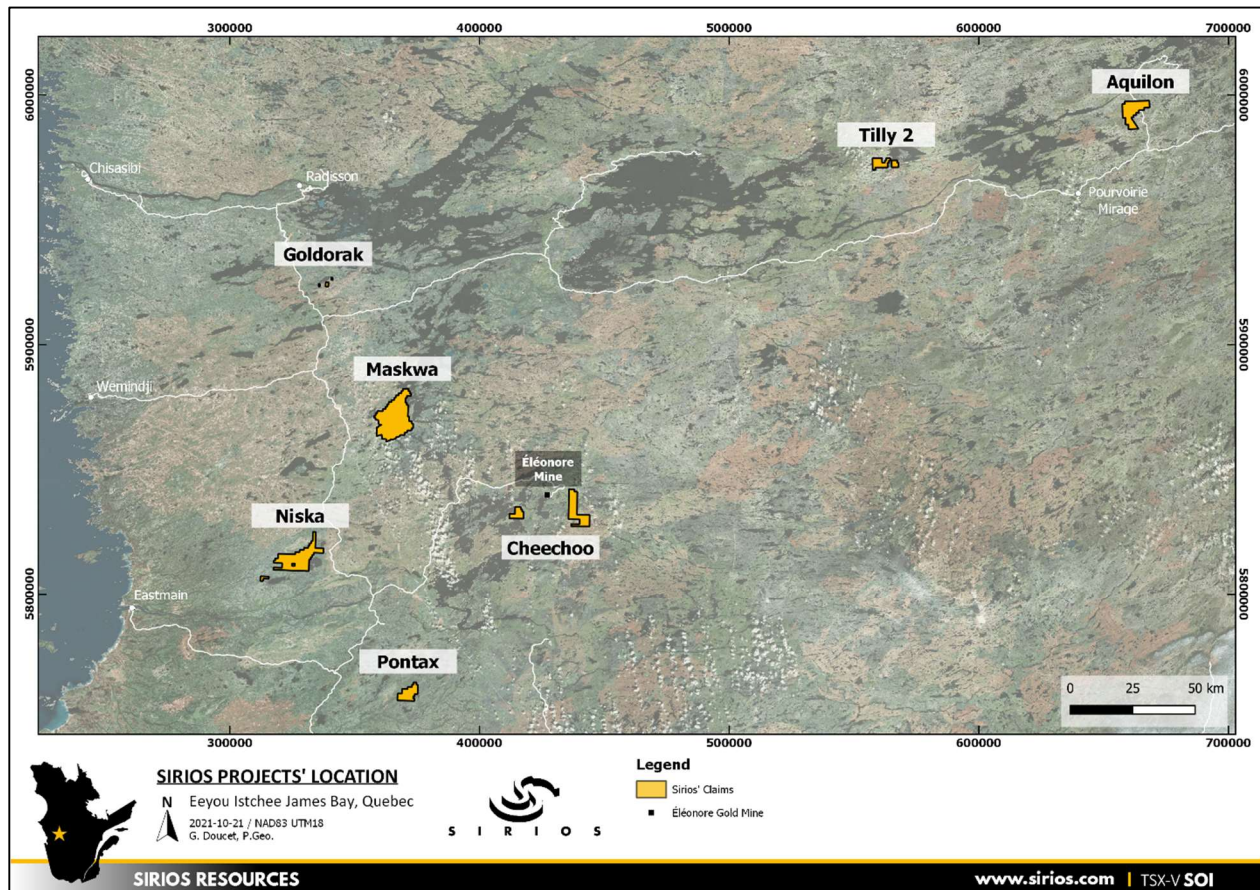 300000 400000 500000 600000 700000
6000000
6000000
Aquilon
Tilly 2
Chisasibi
Radisson
Pourvoirie
Mirage
Goldorak
5900000
5900000
Maskwa
Wemindji
Éléonore
Mine
Niska
Cheechoo
5800000
5800000
Eastmain
Pontax
0 25 50 km
300000 400000 500000 600000 700000
SIRIOS PROJECTS' LOCATION
N
Eeyou Istchee James Bay, Quebec
2021-10-21 / NAD83 UTM18
G. Doucet, P.Geo.
SIRIOS
Legend
Sirios' Claims
Éléonore Gold Mine
SIRIOS RESOURCES
www.sirios.com | TSX-V SOI